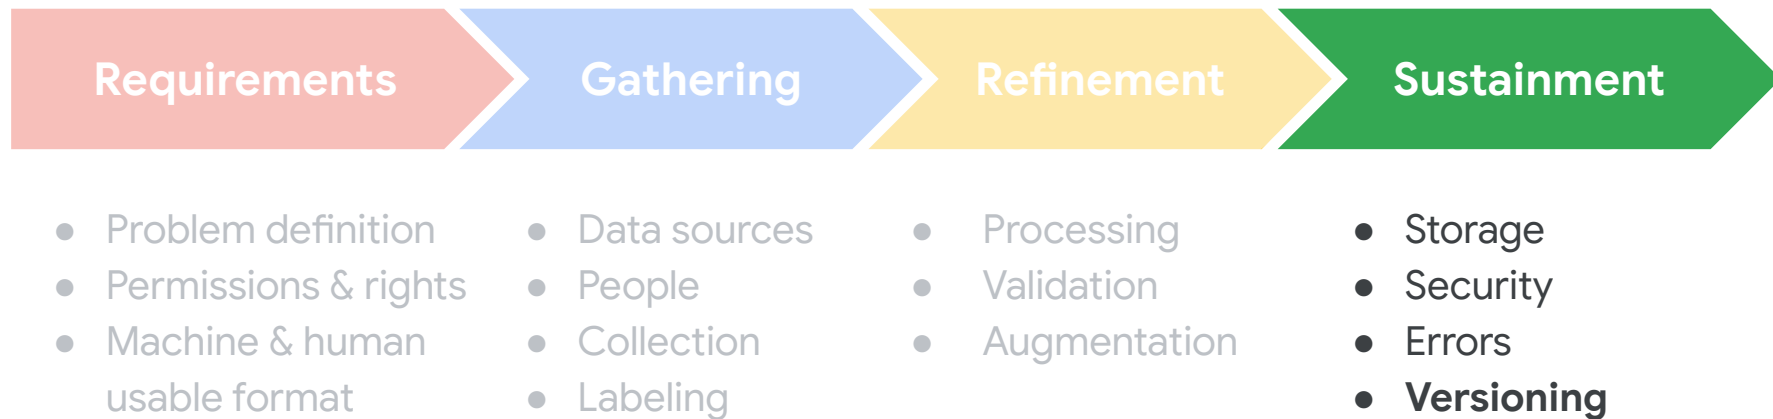 Requirements
Gathering
Refinement
Sustainment
● Problem definition
● Permissions & rights
● Machine & human
usable format
● Data sources
● People
● Collection
● Labeling
● Processing
● Validation
● Augmentation
● Storage
● Security
● Errors
● Versioning